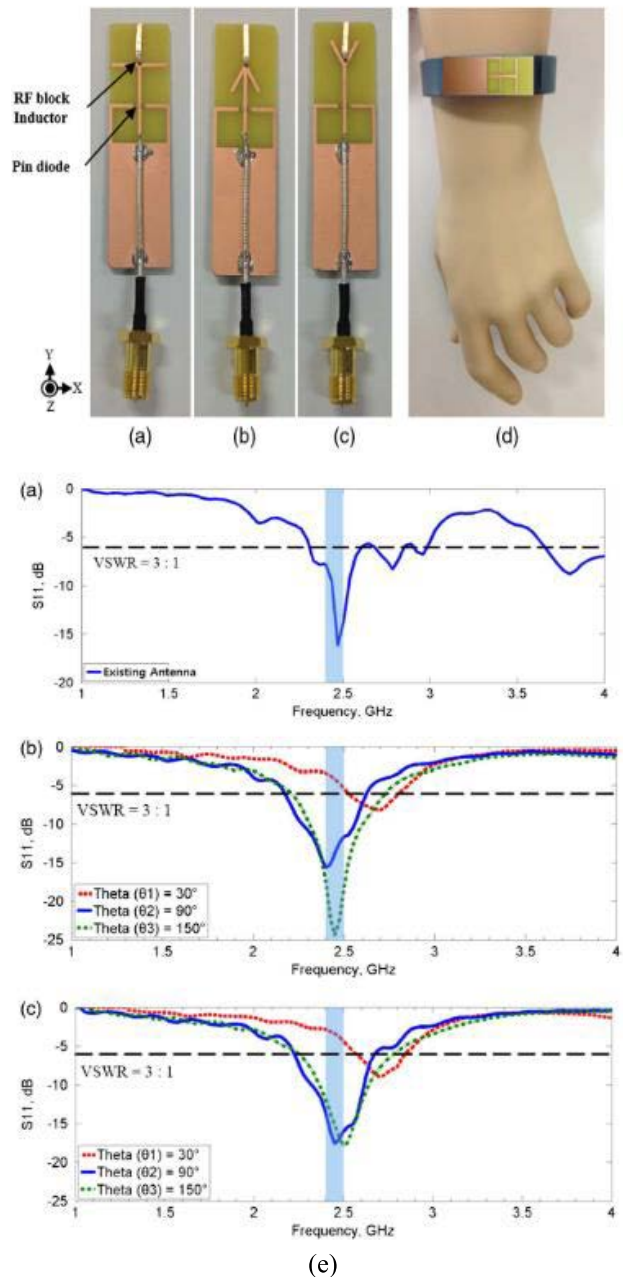 RF block
Inductor
Pin diode
Y
X
Z
(a) (b) (c) (d)
(a)
0
-5
-10
-15
-20
S11, dB
VSWR = 3 : 1
Existing Antenna
1 1.5 2 2.5 3 3.5 4
Frequency, GHz
(b)
0
-5
-10
-15
-20
-25
S11, dB
VSWR = 3 : 1
Theta (θ1) = 30°
Theta (θ2) = 90°
Theta (θ3) = 150°
1 1.5 2 2.5 3 3.5 4
Frequency, GHz
(c)
0
-5
-10
-15
-20
-25
S11, dB
VSWR = 3 : 1
Theta (θ1) = 30°
Theta (θ2) = 90°
Theta (θ3) = 150°
1 1.5 2 2.5 3 3.5 4
Frequency, GHz
(e)